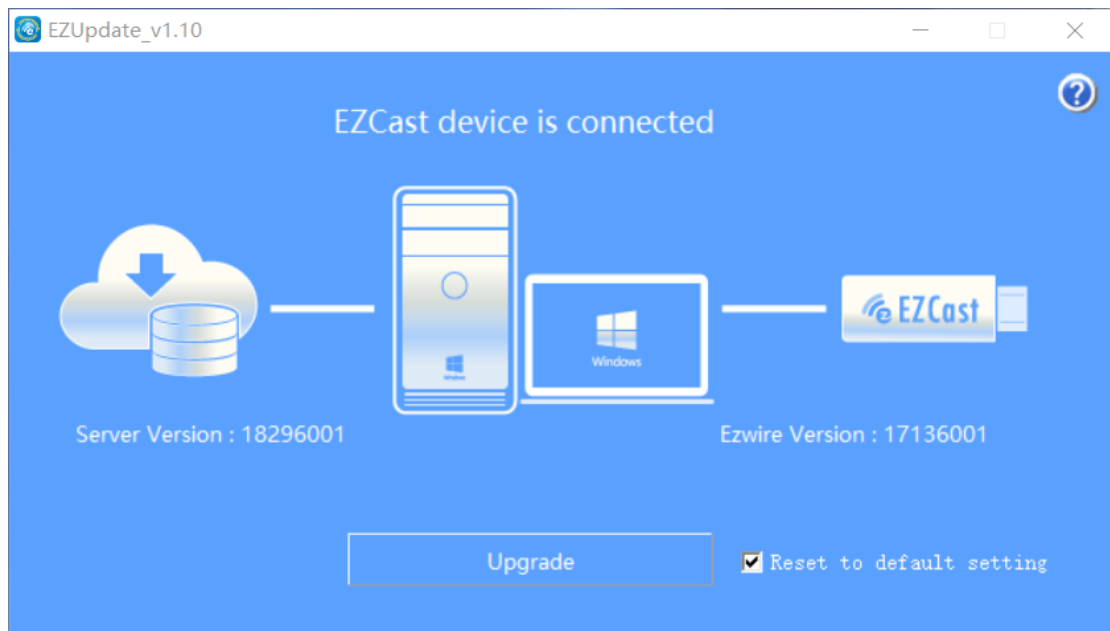 EZUpdate_v1.10
EZCast device is connected
EZCast
Windows
Windows
Server Version : 18296001
Ezwire Version : 17136001
Upgrade
Reset to default setting